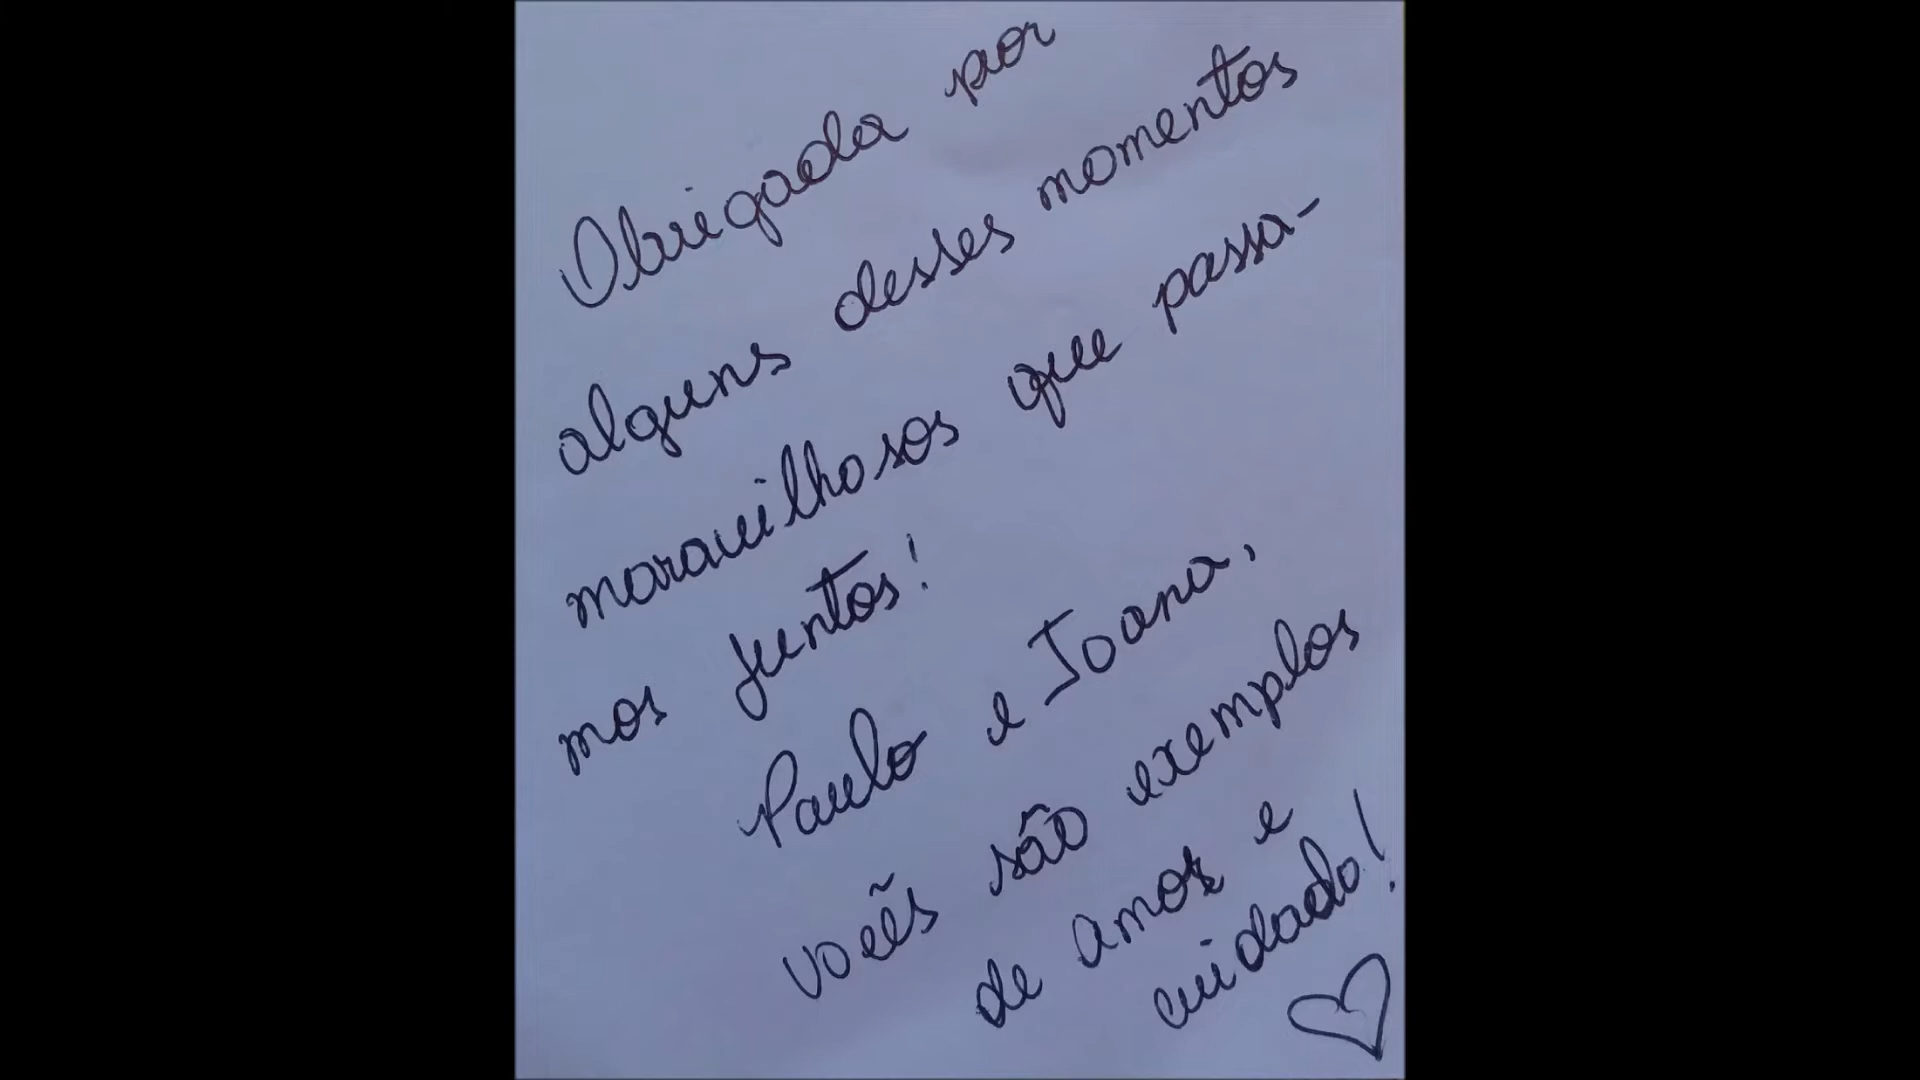 Obrigada por
alguns desses momentos
maravilhosos que passa-
mos juntos!
Paulo e Joana,
vocês são exemplos
de amor e
cuidado!